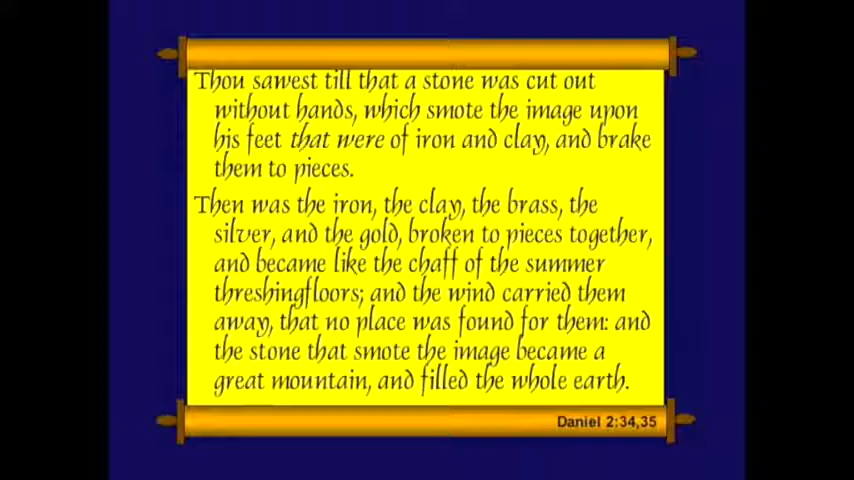 Thou sawest till that a stone was cut out
without hands, which smote the image upon
his feet that were of iron and clay, and brake
them to pieces.
Then was the iron, the clay, the brass, the
silver, and the gold, broken to pieces together,
and became like the chaff of the summer
threshingfloors; and the wind carried them
away, that no place was found for them: and
the stone that smote the image became a
great mountain, and filled the whole earth.
Daniel 2:34,35